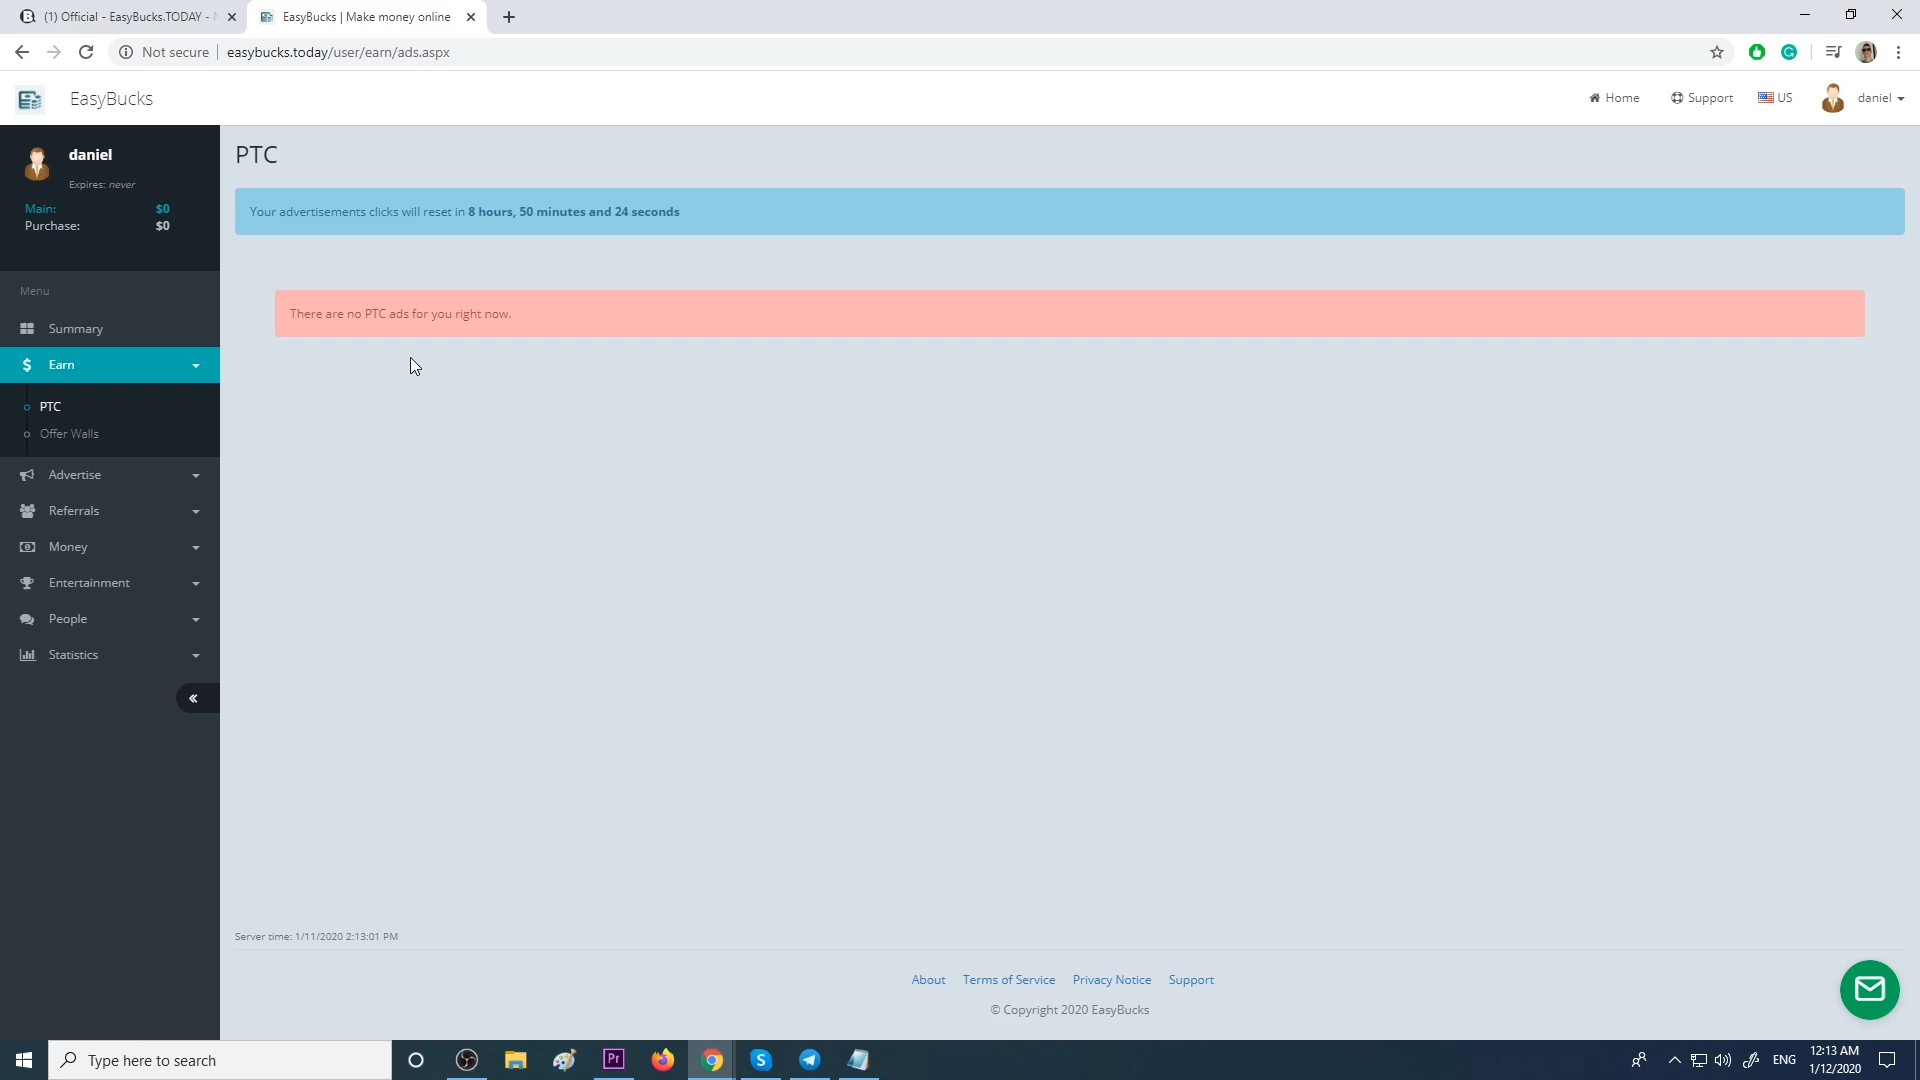 (1) Official - EasyBucks.TODAY -
EasyBucks | Make money online
Not secure
easybucks.today/user/earn/ads.aspx
EasyBucks
Home
Support
US
daniel
daniel
Expires: never
Main: $0
Purchase: $0
Menu
Summary
Earn
PTC
Offer Walls
Advertise
Referrals
Money
Entertainment
People
Statistics
PTC
Your advertisements clicks will reset in 8 hours, 50 minutes and 24 seconds
There are no PTC ads for you right now.
Server time: 1/11/2020 2:13:01 PM
About Terms of Service Privacy Notice Support
© Copyright 2020 EasyBucks
Type here to search
Pr
ENG
12:13 AM
1/12/2020